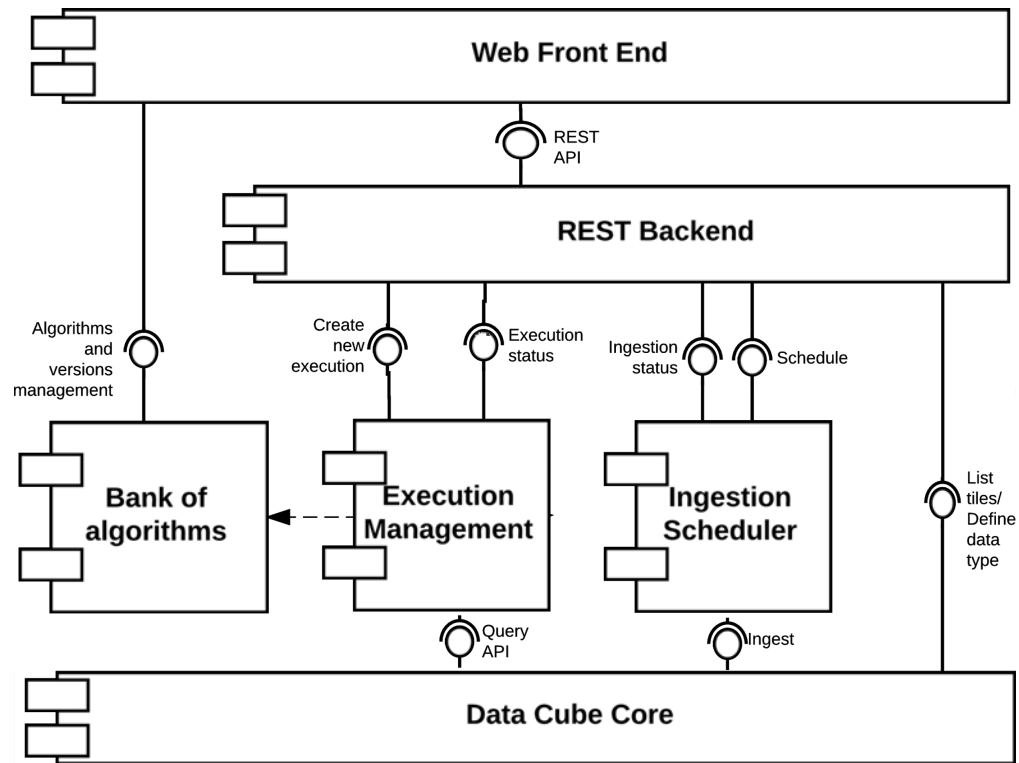 Web Front End
REST
API
REST Backend
Algorithms
and
versions
management
Create
new
execution
Execution
status
Ingestion
status
Schedule
List
tiles/
Define
data
type
Bank of
algorithms
Execution
Management
Ingestion
Scheduler
Query
API
Ingest
Data Cube Core